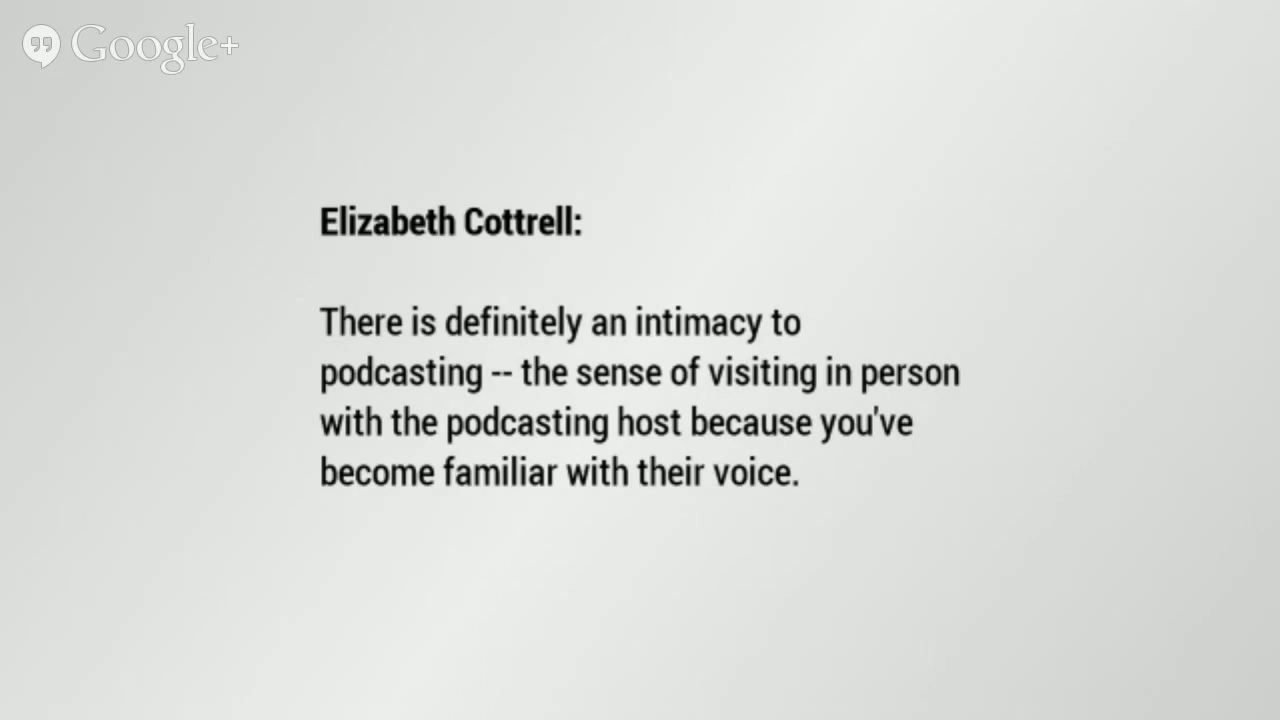 Google+
Elizabeth Cottrell:
There is definitely an intimacy to
podcasting -- the sense of visiting in person
with the podcasting host because you've
become familiar with their voice.